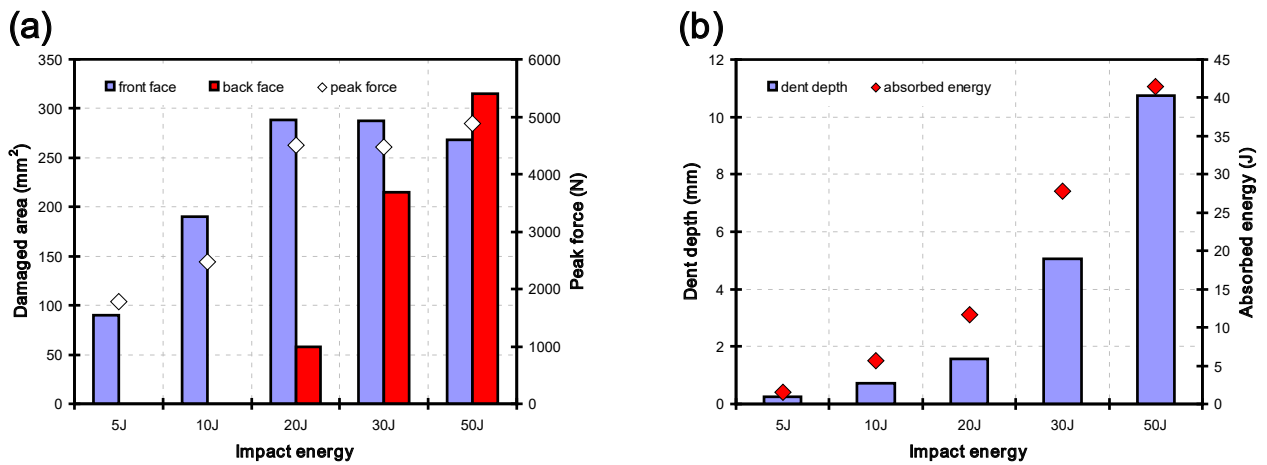 (a)
350
300
250
200
150
100
50
0
Damaged area (mm²)
front face
back face
peak force
6000
5000
4000
3000
2000
1000
0
Peak force (N)
5J
10J
20J
30J
50J
Impact energy
(b)
12
10
8
6
4
2
0
Dent depth (mm)
dent depth
absorbed energy
45
40
35
30
25
20
15
10
5
0
Absorbed energy (J)
5J
10J
20J
30J
50J
Impact energy